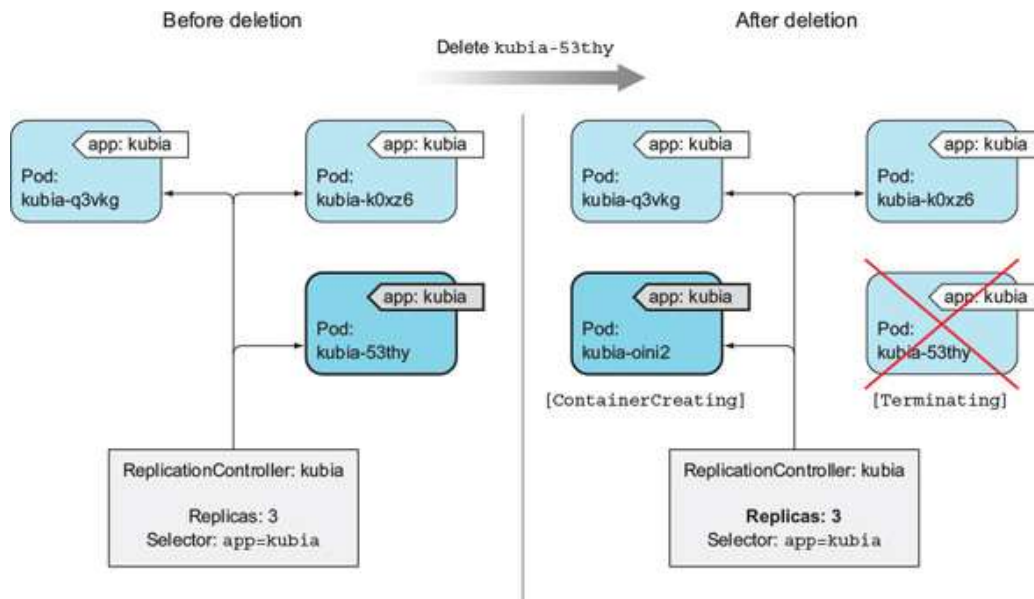 Before deletion
After deletion
Delete kubia-53thy
app: kubia
Pod:
kubia-q3vkg
app: kubia
Pod:
kubia-k0xz6
app: kubia
Pod:
kubia-53thy
ReplicationController: kubia
Replicas: 3
Selector: app=kubia
app: kubia
Pod:
kubia-q3vkg
app: kubia
Pod:
kubia-k0xz6
app: kubia
Pod:
kubia-oini2
[ContainerCreating]
app: kubia
Pod:
kubia-53thy
[Terminating]
ReplicationController: kubia
Replicas: 3
Selector: app=kubia